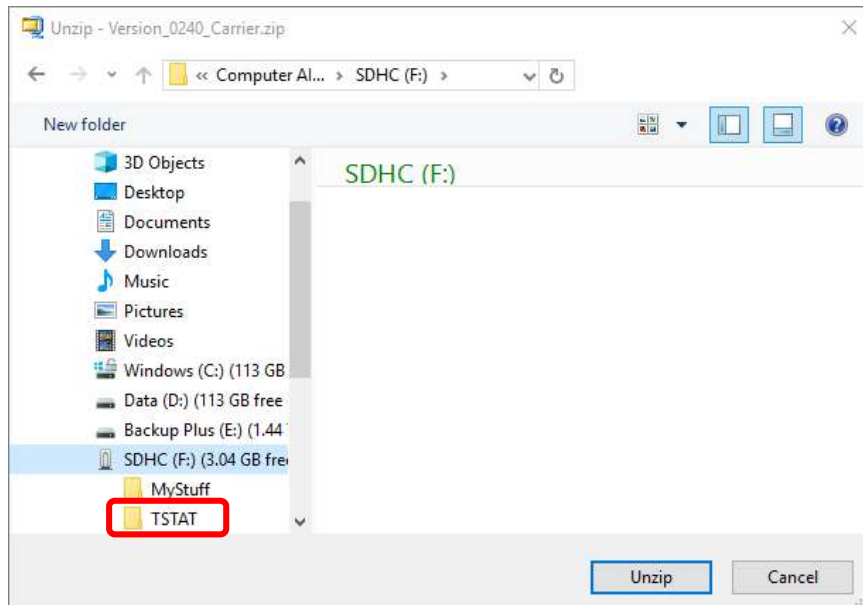 Unzip - Version_0240_Carrier.zip
« Computer Al... › SDHC (F:) ›
New folder
3D Objects
Desktop
Documents
Downloads
Music
Pictures
Videos
Windows (C:) (113 GB
Data (D:) (113 GB free
Backup Plus (E:) (1.44
SDHC (F:) (3.04 GB fre
MyStuff
TSTAT
SDHC (F:)
Unzip
Cancel